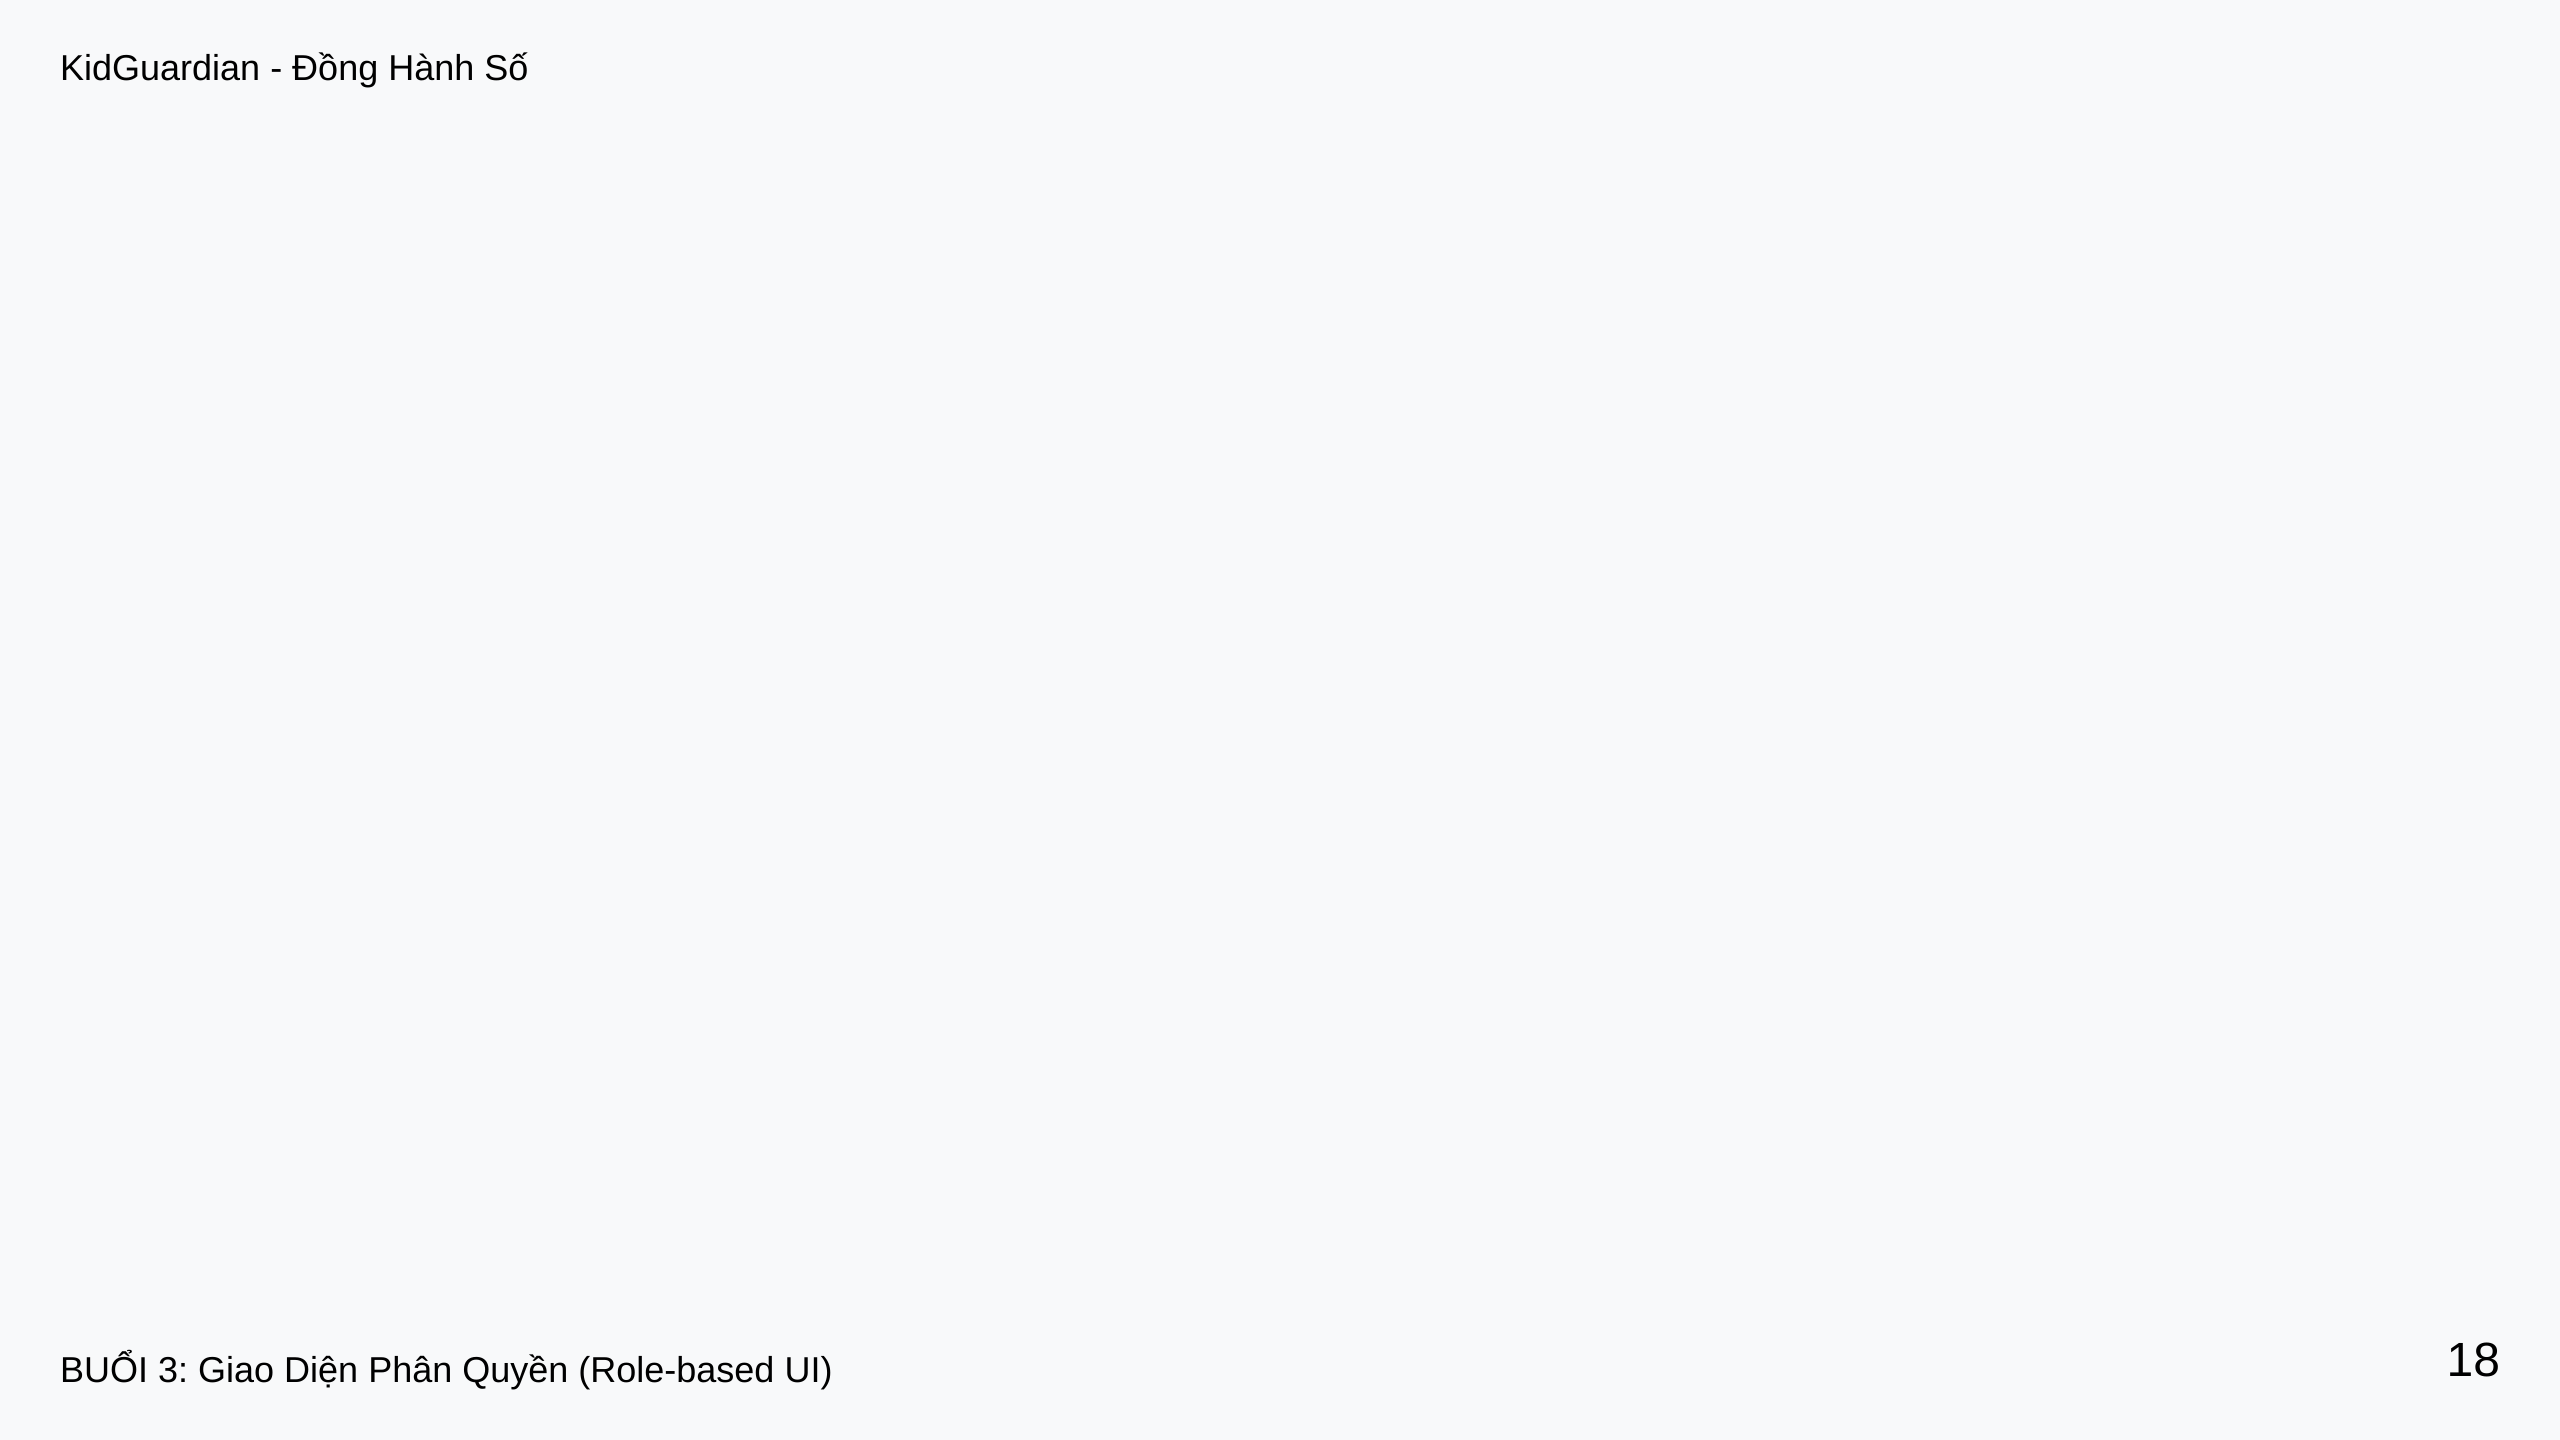 KidGuardian - Đồng Hành Số
BUỔI 3: Giao Diện Phân Quyền (Role-based UI)
18